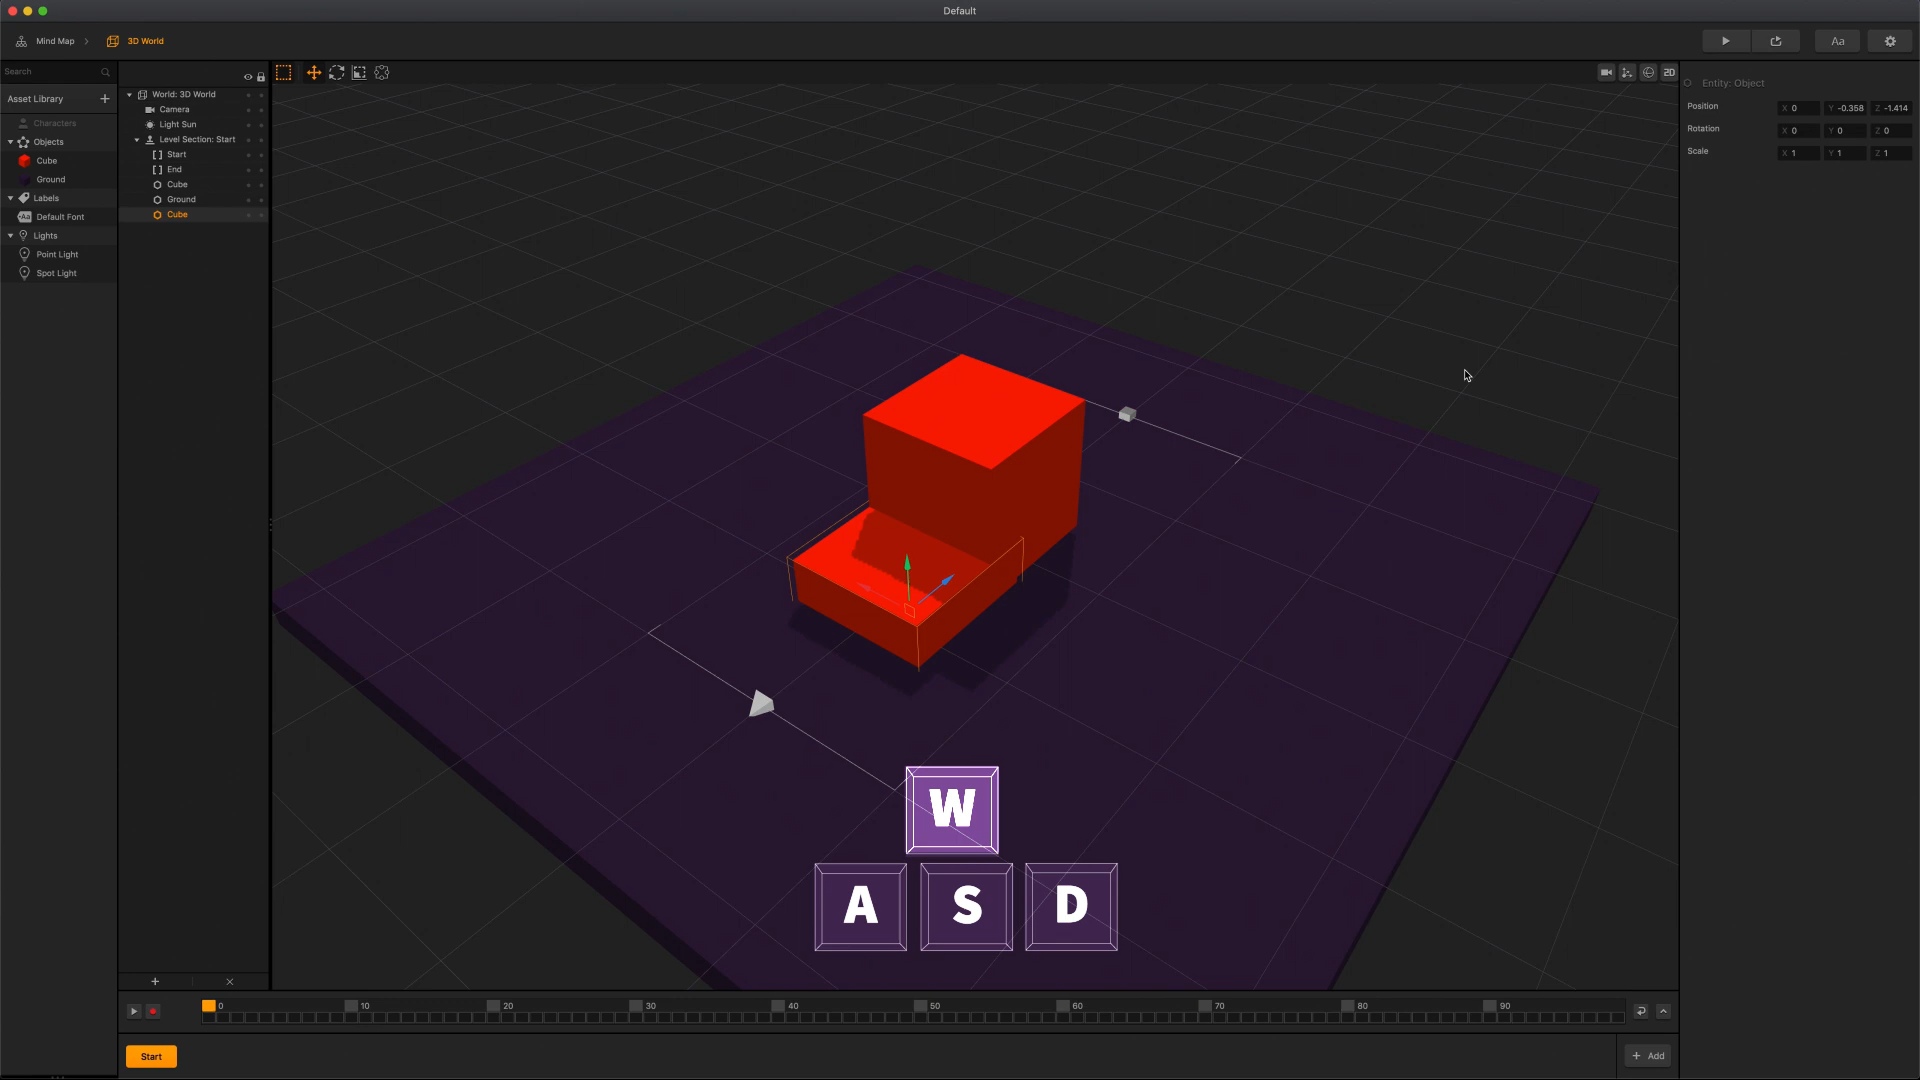 Default
Mind Map
3D World
Aa
Search
2D
Asset Library
World: 3D World
Entity: Object
Camera
Position X 0 Y -0.358 Z -1.414
Characters
Light Sun
Rotation X 0 Y 0 Z 0
Objects
Level Section: Start
Scale X 1 Y 1 Z 1
Cube
Start
Ground
End
Labels
Cube
Aa Default Font
Ground
Lights
Cube
Point Light
Spot Light
W
A S D
0 10 20 30 40 50 60 70 80 90
Start
+ Add